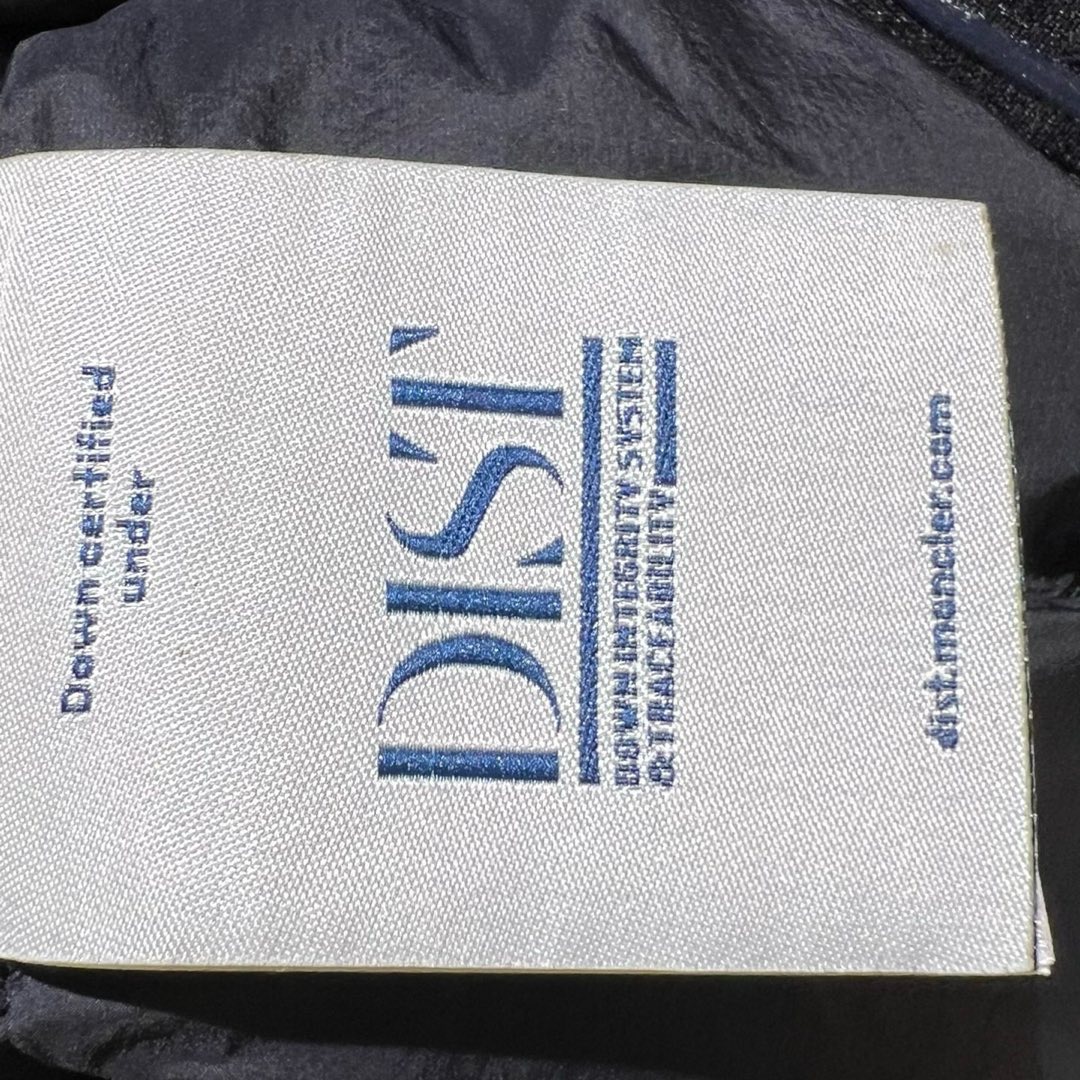 Down certified
under
DIST
DOWN INTEGRITY SYSTEM
& TRACEABILITY
dist.moncler.com